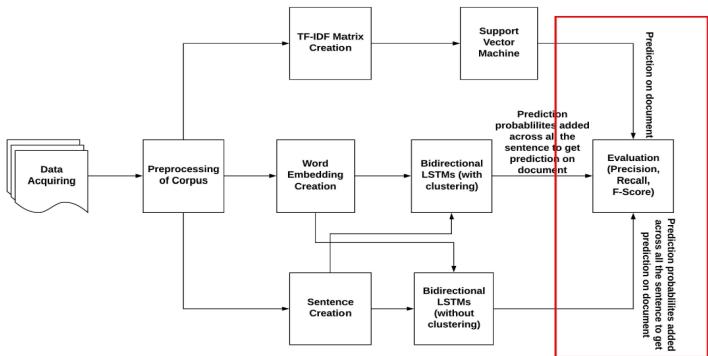 TF-IDF Matrix
Creation
Support
Vector
Machine
Prediction on document
Data
Acquiring
Preprocessing
of Corpus
Word
Embedding
Creation
Bidirectional
LSTMs (with
clustering)
Prediction
probablilites added
across all the
sentence to get
prediction on
document
Evaluation
(Precision,
Recall,
F-Score)
Sentence
Creation
Bidirectional
LSTMs
(without
clustering)
Prediction probablilites added
across all the sentence to get
prediction on document